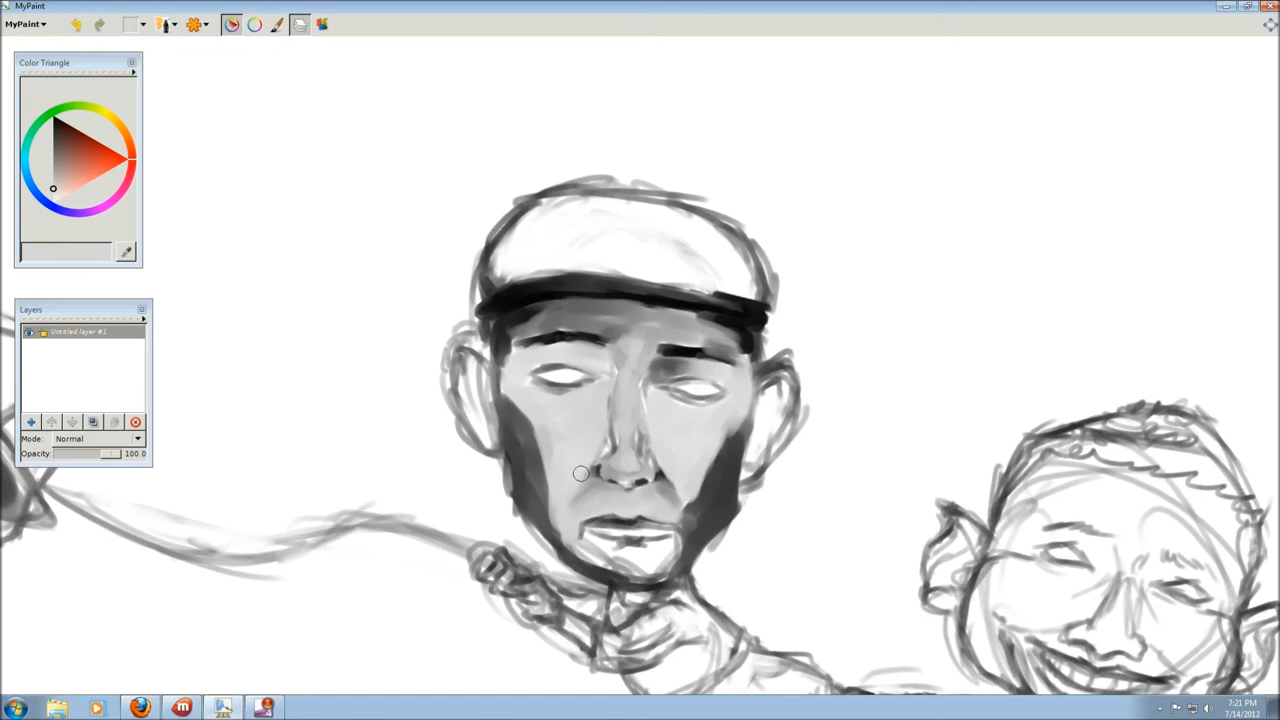 MyPaint
MyPaint
Color Triangle
Layers
Untitled layer #1
Mode: Normal
Opacity: 100.0
7:21 PM
7/14/2012